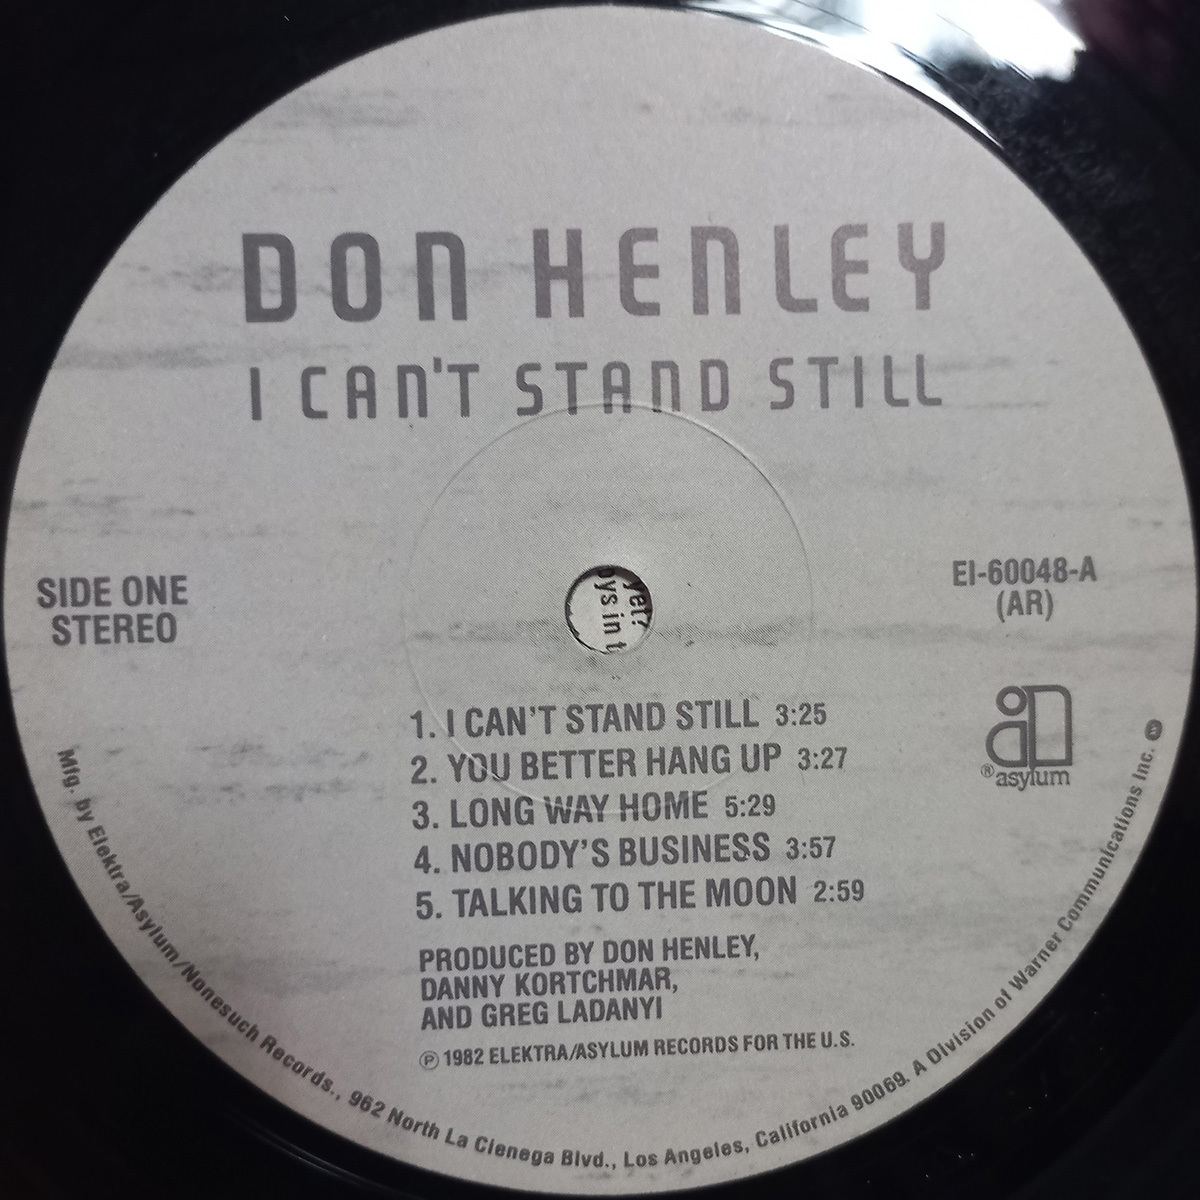 DON HENLEY
I CAN'T STAND STILL
SIDE ONE
STEREO
EI-60048-A
(AR)
yet?
ys in t
1. I CAN'T STAND STILL 3:25
2. YOU BETTER HANG UP 3:27
3. LONG WAY HOME 5:29
4. NOBODY'S BUSINESS 3:57
5. TALKING TO THE MOON 2:59
® asylum
PRODUCED BY DON HENLEY,
DANNY KORTCHMAR,
AND GREG LADANYI
℗ 1982 ELEKTRA/ASYLUM RECORDS FOR THE U.S.
Mfg. by Elektra/Asylum/Nonesuch Records., 962 North La Cienega Blvd., Los Angeles, California 90069. A Division of Warner Communications Inc.